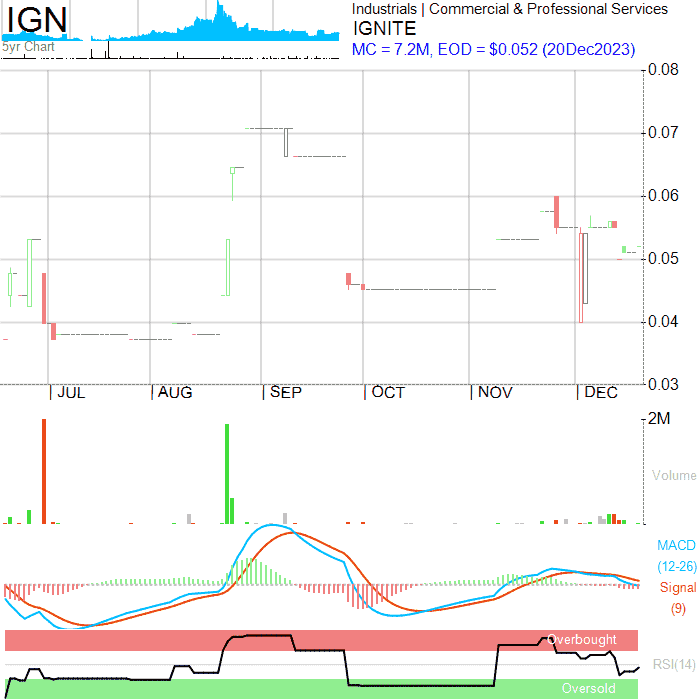 IGN
5yr Chart
Industrials | Commercial & Professional Services
IGNITE
MC = 7.2M, EOD = $0.052 (20Dec2023)
0.08
0.07
0.06
0.05
0.04
0.03
| JUL | AUG | SEP | OCT | NOV | DEC
2M
Volume
MACD
(12-26)
Signal
(9)
Overbought
RSI(14)
Oversold